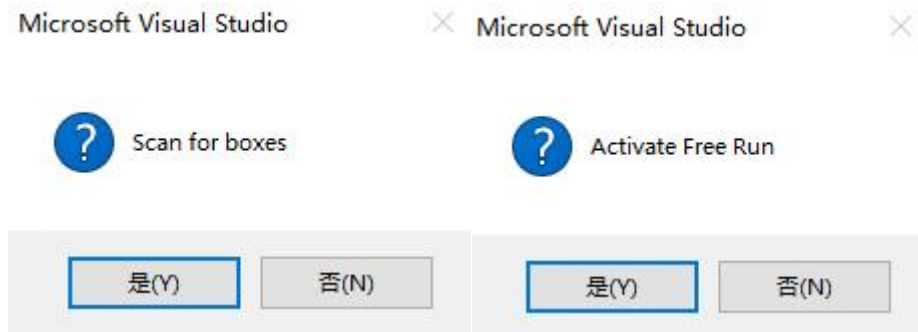 Microsoft Visual Studio
Scan for boxes
是(Y)
否(N)
Microsoft Visual Studio
Activate Free Run
是(Y)
否(N)